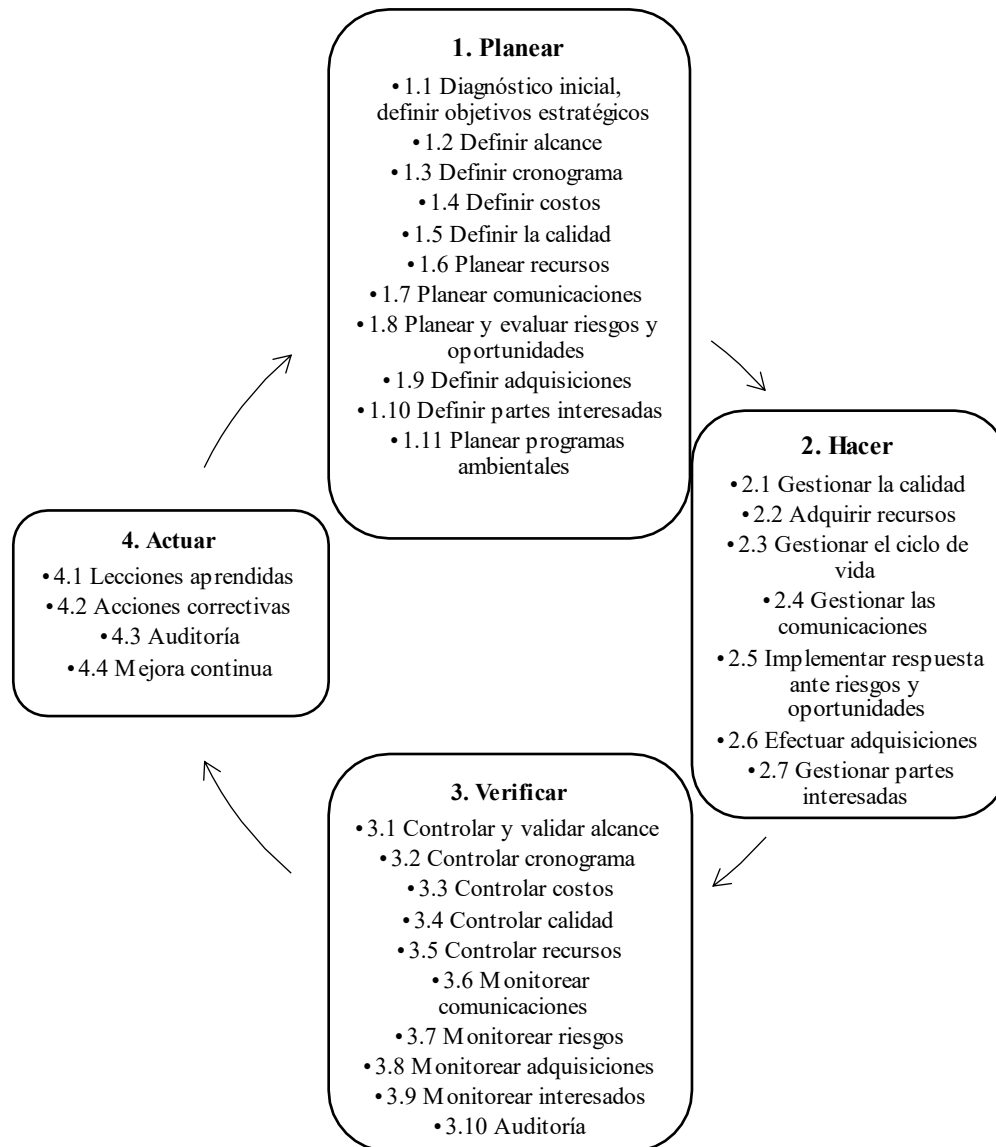 1. Planear
• 1.1 Diagnóstico inicial,
definir objetivos estratégicos
• 1.2 Definir alcance
• 1.3 Definir cronograma
• 1.4 Definir costos
• 1.5 Definir la calidad
• 1.6 Planear recursos
• 1.7 Planear comunicaciones
• 1.8 Planear y evaluar riesgos y
oportunidades
• 1.9 Definir adquisiciones
• 1.10 Definir partes interesadas
• 1.11 Planear programas
ambientales
2. Hacer
• 2.1 Gestionar la calidad
• 2.2 Adquirir recursos
• 2.3 Gestionar el ciclo de
vida
• 2.4 Gestionar las
comunicaciones
• 2.5 Implementar respuesta
ante riesgos y
oportunidades
• 2.6 Efectuar adquisiciones
• 2.7 Gestionar partes
interesadas
3. Verificar
• 3.1 Controlar y validar alcance
• 3.2 Controlar cronograma
• 3.3 Controlar costos
• 3.4 Controlar calidad
• 3.5 Controlar recursos
• 3.6 Monitorear
comunicaciones
• 3.7 Monitorear riesgos
• 3.8 Monitorear adquisiciones
• 3.9 Monitorear interesados
• 3.10 Auditoría
4. Actuar
• 4.1 Lecciones aprendidas
• 4.2 Acciones correctivas
• 4.3 Auditoría
• 4.4 Mejora continua